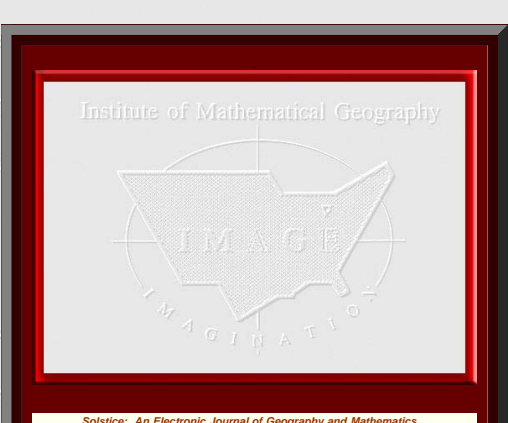 Institute of Mathematical Geography
IMAGE
IMAGINATION
Solstice: An Electronic Journal of Geography and Mathematics